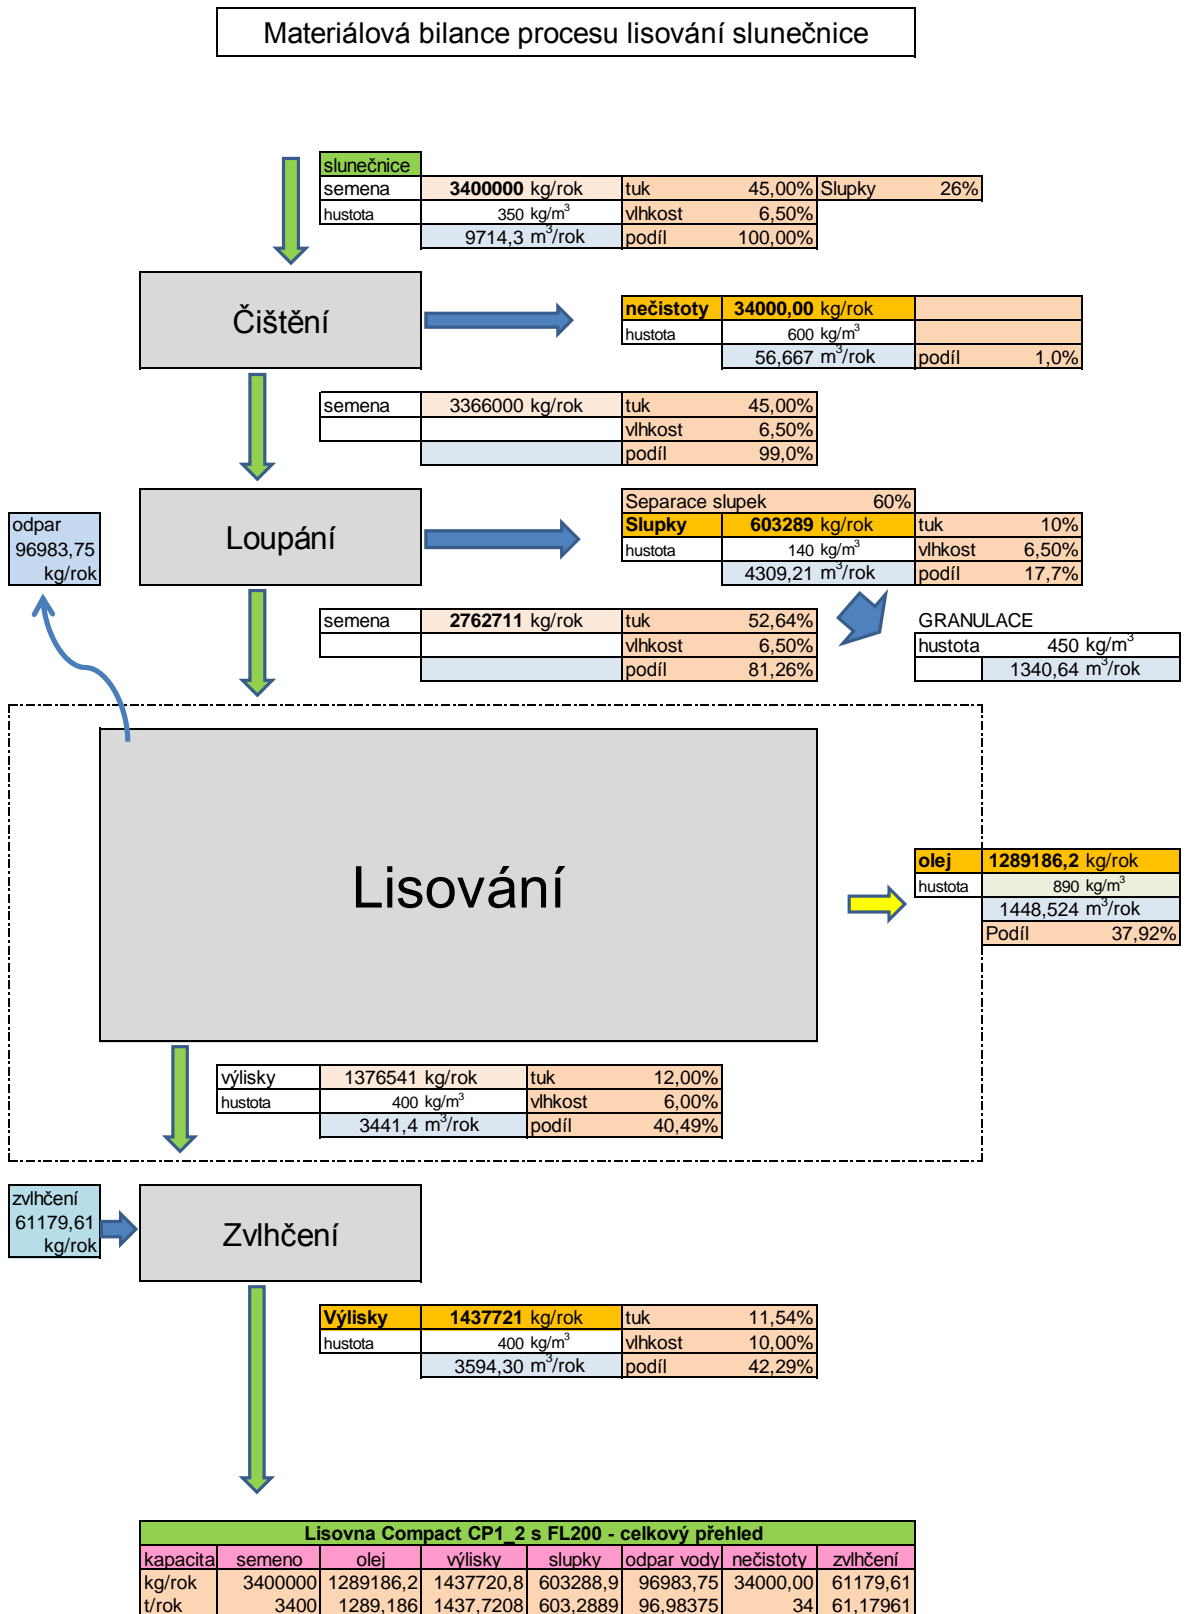 Materiálová bilance procesu lisování slunečnice
slunečnice
semena 3400000 kg/rok tuk 45,00% Slupky 26%
hustota 350 kg/m³ vlhkost 6,50%
9714,3 m³/rok podíl 100,00%
Čištění
nečistoty 34000,00 kg/rok
hustota 600 kg/m³
56,667 m³/rok podíl 1,0%
semena 3366000 kg/rok tuk 45,00%
vlhkost 6,50%
podíl 99,0%
odpar
96983,75
kg/rok
Loupání
Separace slupek 60%
Slupky 603289 kg/rok tuk 10%
hustota 140 kg/m³ vlhkost 6,50%
4309,21 m³/rok podíl 17,7%
semena 2762711 kg/rok tuk 52,64%
vlhkost 6,50%
podíl 81,26%
GRANULACE
hustota 450 kg/m³
1340,64 m³/rok
Lisování
olej 1289186,2 kg/rok
hustota 890 kg/m³
1448,524 m³/rok
Podíl 37,92%
výlisky 1376541 kg/rok tuk 12,00%
hustota 400 kg/m³ vlhkost 6,00%
3441,4 m³/rok podíl 40,49%
zvlhčení
61179,61
kg/rok
Zvlhčení
Výlisky 1437721 kg/rok tuk 11,54%
hustota 400 kg/m³ vlhkost 10,00%
3594,30 m³/rok podíl 42,29%
Lisovna Compact CP1_2 s FL200 - celkový přehled
kapacita semeno olej výlisky slupky odpar vody nečistoty zvlhčení
kg/rok 3400000 1289186,2 1437720,8 603288,9 96983,75 34000,00 61179,61
t/rok 3400 1289,186 1437,7208 603,2889 96,98375 34 61,17961